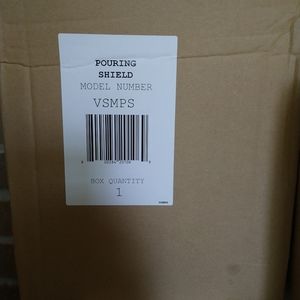 POURING
SHIELD
MODEL NUMBER
VSMPS
BOX QUANTITY
1